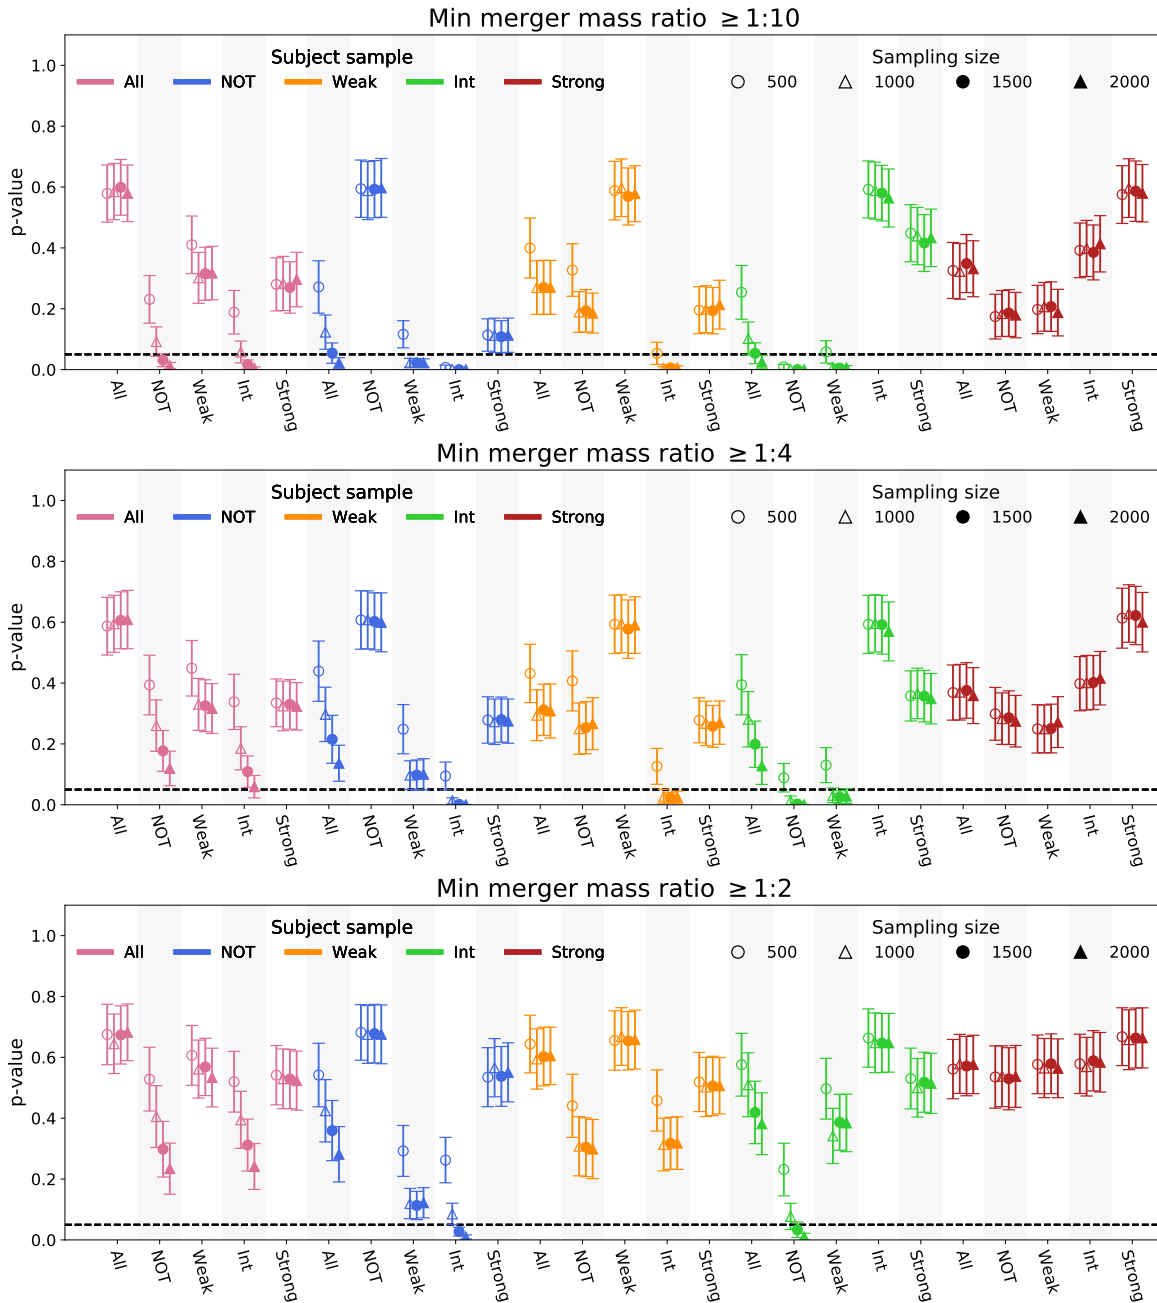 Min merger mass ratio ≥ 1:10
Subject sample Sampling size
All NOT Weak Int Strong 500 1000 1500 2000
p-value
1.0
0.8
0.6
0.4
0.2
0.0
All NOT Weak Int Strong All NOT Weak Int Strong All NOT Weak Int Strong All NOT Weak Int Strong All NOT Weak Int Strong
Min merger mass ratio ≥ 1:4
Subject sample Sampling size
All NOT Weak Int Strong 500 1000 1500 2000
p-value
1.0
0.8
0.6
0.4
0.2
0.0
All NOT Weak Int Strong All NOT Weak Int Strong All NOT Weak Int Strong All NOT Weak Int Strong All NOT Weak Int Strong
Min merger mass ratio ≥ 1:2
Subject sample Sampling size
All NOT Weak Int Strong 500 1000 1500 2000
p-value
1.0
0.8
0.6
0.4
0.2
0.0
All NOT Weak Int Strong All NOT Weak Int Strong All NOT Weak Int Strong All NOT Weak Int Strong All NOT Weak Int Strong